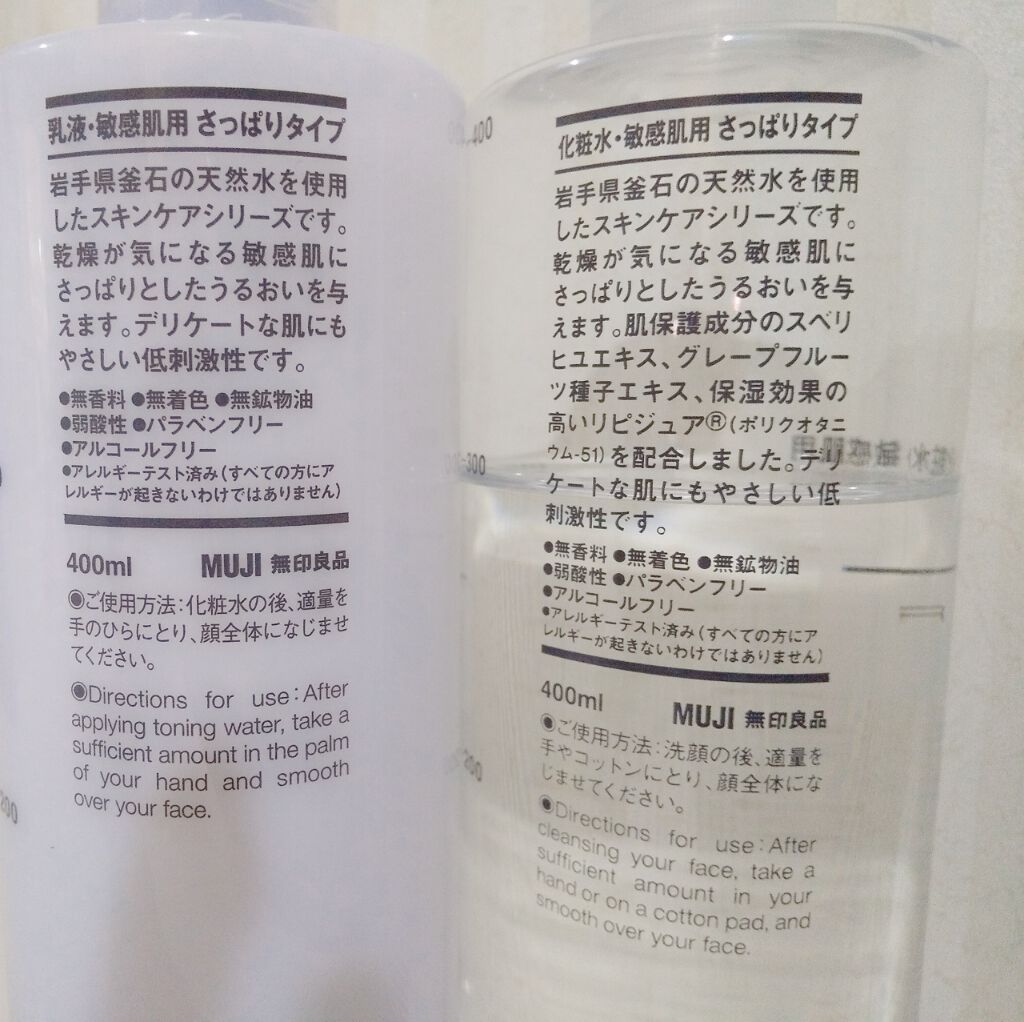 乳液・敏感肌用 さっぱりタイプ
岩手県釜石の天然水を使用
したスキンケアシリーズです。
乾燥が気になる敏感肌に
さっぱりとしたうるおいを与
えます。デリケートな肌にも
やさしい低刺激性です。
●無香料 ●無着色 ●無鉱物油
●弱酸性 ●パラベンフリー
●アルコールフリー
●アレルギーテスト済み(すべての方にア
レルギーが起きないわけではありません)
400ml MUJI 無印良品
◉ご使用方法:化粧水の後、適量を
手のひらにとり、顔全体になじませ
てください。
◉Directions for use:After
applying toning water, take a
sufficient amount in the palm
of your hand and smooth
over your face.
200
化粧水・敏感肌用 さっぱりタイプ
岩手県釜石の天然水を使用
したスキンケアシリーズです。
乾燥が気になる敏感肌に
さっぱりとしたうるおいを与
えます。肌保護成分のスベリ
ヒユエキス、グレープフルー
ツ種子エキス、保湿効果の
高いリピジュア®(ポリクオタニ
ウム-51)を配合しました。デリ
ケートな肌にもやさしい低
刺激性です。
●無香料 ●無着色 ●無鉱物油
●弱酸性 ●パラベンフリー
●アルコールフリー
●アレルギーテスト済み(すべての方にア
レルギーが起きないわけではありません)
400ml MUJI 無印良品
◉ご使用方法:洗顔の後、適量を
手やコットンにとり、顔全体にな
じませてください。
◉Directions for use:After
cleansing your face, take a
sufficient amount in your
hand or on a cotton pad, and
smooth over your face.
400
300
200